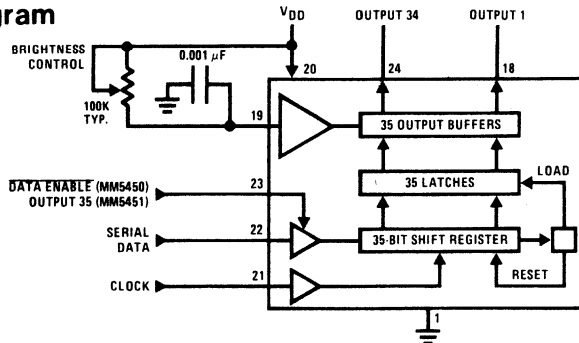 gram
VDD
OUTPUT 34
OUTPUT 1
BRIGHTNESS
CONTROL
0.001 μF
20
24
18
100K
TYP.
19
35 OUTPUT BUFFERS
LOAD
DATA ENABLE (MM5450)
OUTPUT 35 (MM5451)
23
35 LATCHES
SERIAL
DATA
22
35-BIT SHIFT REGISTER
CLOCK
21
RESET
1